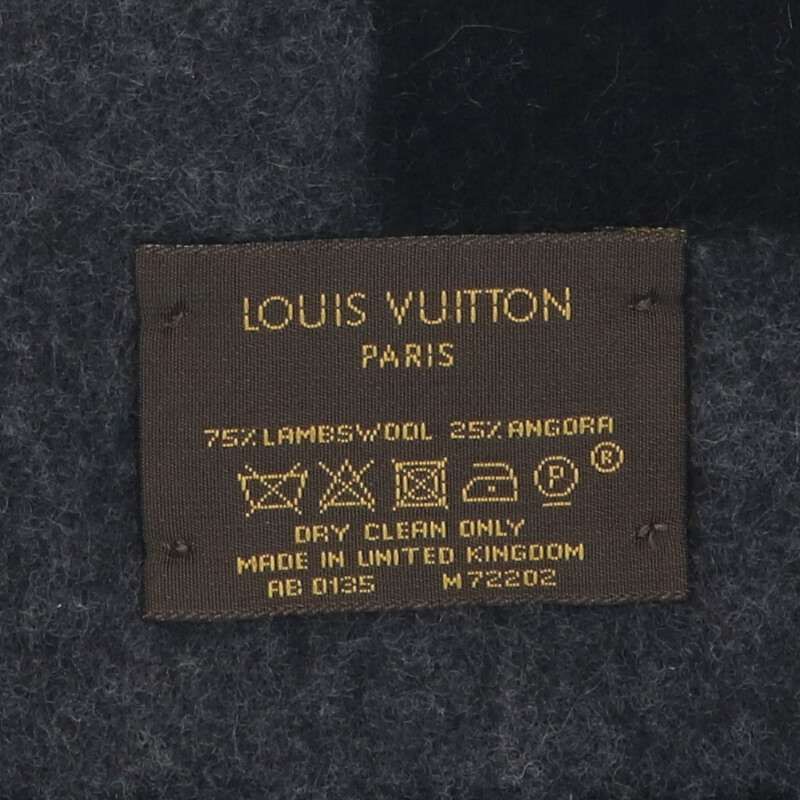 LOUIS VUITTON
PARIS
75% LAMBSWOOL 25% ANGORA
P ®
DRY CLEAN ONLY
MADE IN UNITED KINGDOM
AB 0135 M72202